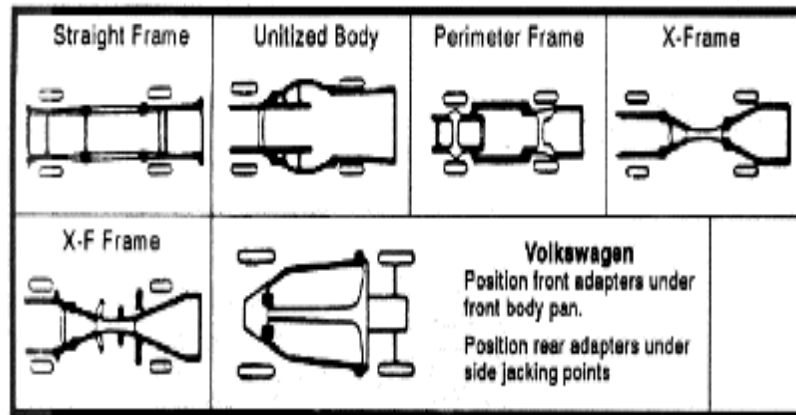 Straight Frame
Unitized Body
Perimeter Frame
X-Frame
X-F Frame
Volkswagen
Position front adapters under
front body pan.
Position rear adapters under
side jacking points